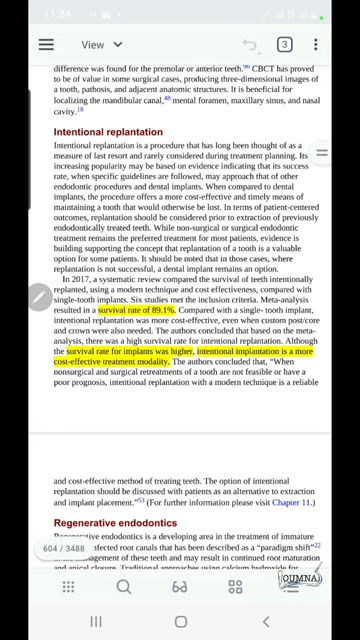 11:24
View
3
difference was found for the premolar or anterior teeth.96 CBCT has proved
to be of value in some surgical cases, producing three-dimensional images of
a tooth, pathosis, and adjacent anatomic structures. It is beneficial for
localizing the mandibular canal,48 mental foramen, maxillary sinus, and nasal
cavity.18
Intentional replantation
Intentional replantation is a procedure that has long been thought of as a
measure of last resort and rarely considered during treatment planning. Its
increasing popularity may be based on evidence indicating that its success
rate, when specific guidelines are followed, may approach that of other
endodontic procedures and dental implants. When compared to dental
implants, the procedure offers a more cost-effective and timely means of
maintaining a tooth that would otherwise be lost. In terms of patient-centered
outcomes, replantation should be considered prior to extraction of previously
endodontically treated teeth. While non-surgical or surgical endodontic
treatment remains the preferred treatment for most patients, evidence is
building supporting the concept that replantation of a tooth is a valuable
option for some patients. It should be noted that in those cases, where
replantation is not successful, a dental implant remains an option.
In 2017, a systematic review compared the survival of teeth intentionally
replanted, using a modern technique and cost effectiveness, compared with
single-tooth implants. Six studies met the inclusion criteria. Meta-analysis
resulted in a survival rate of 89.1%. Compared with a single- tooth implant,
intentional replantation was more cost-effective, even when custom post/core
and crown were also needed. The authors concluded that based on the meta-
analysis, there was a high survival rate for intentional replantation. Although
the survival rate for implants was higher, intentional implantation is a more
cost-effective treatment modality. The authors concluded that, “When
nonsurgical and surgical retreatments of a tooth are not feasible or have a
poor prognosis, intentional replantation with a modern technique is a reliable
and cost-effective method of treating teeth. The option of intentional
replantation should be discussed with patients as an alternative to extraction
and implant placement.”53 (For further information please visit Chapter 11.)
Regenerative endodontics
Regenerative endodontics is a developing area in the treatment of immature
604 / 3488 infected root canals that has been described as a “paradigm shift”22
management of these teeth and may result in continued root maturation
and apical closure. Traditional approaches using calcium hydroxide for
OUMNA